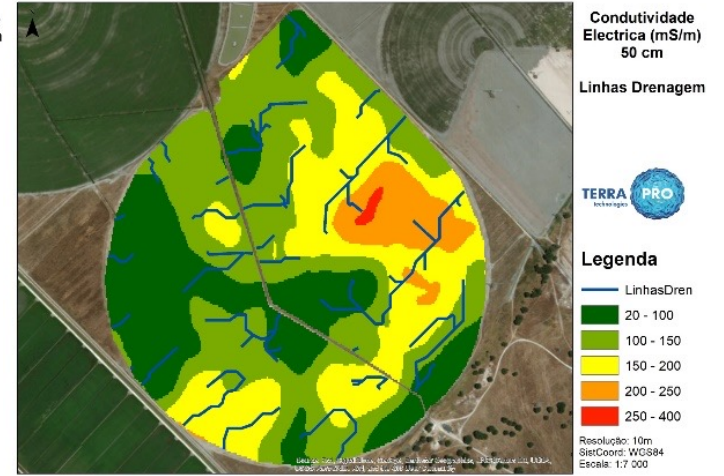 Condutividade
Electrica (mS/m)
50 cm
Linhas Drenagem
TERRA PRO
technologies
Legenda
LinhasDren
20 - 100
100 - 150
150 - 200
200 - 250
250 - 400
Resolução: 10m
SistCoord: WGS84
Escala: 1:7 000